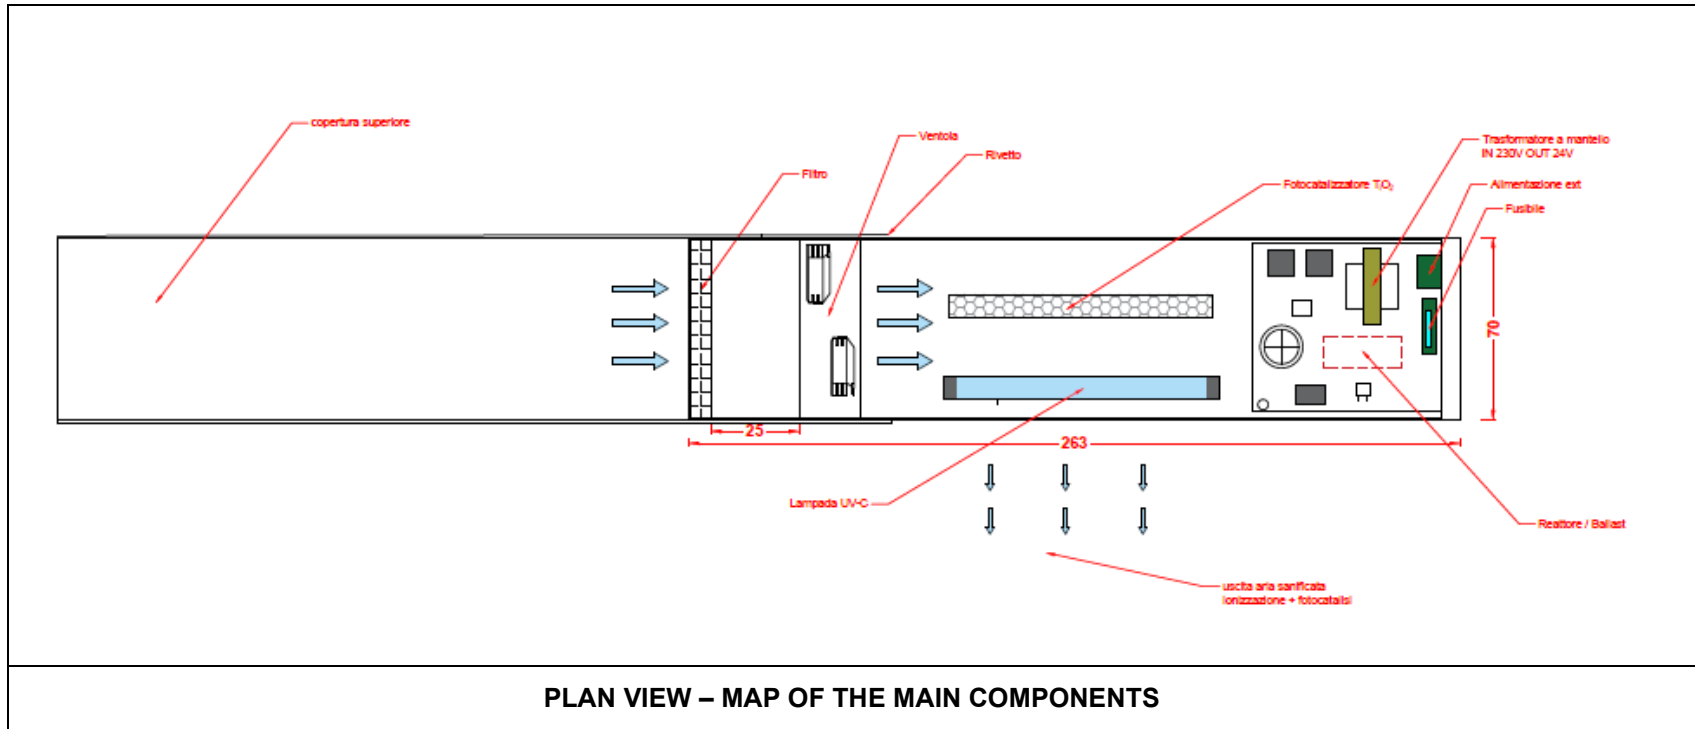 copertura superiore
Ventola
Rivetto
Filtro
Trasformatore a mantello
IN 230V OUT 24V
Fotocatalizzatore TiO₂
Alimentazione ext
Fusibile
70
25
263
Lampada UV-C
Reattore / Ballast
uscita aria sanificata
ionizzazione + fotocatalisi
PLAN VIEW – MAP OF THE MAIN COMPONENTS